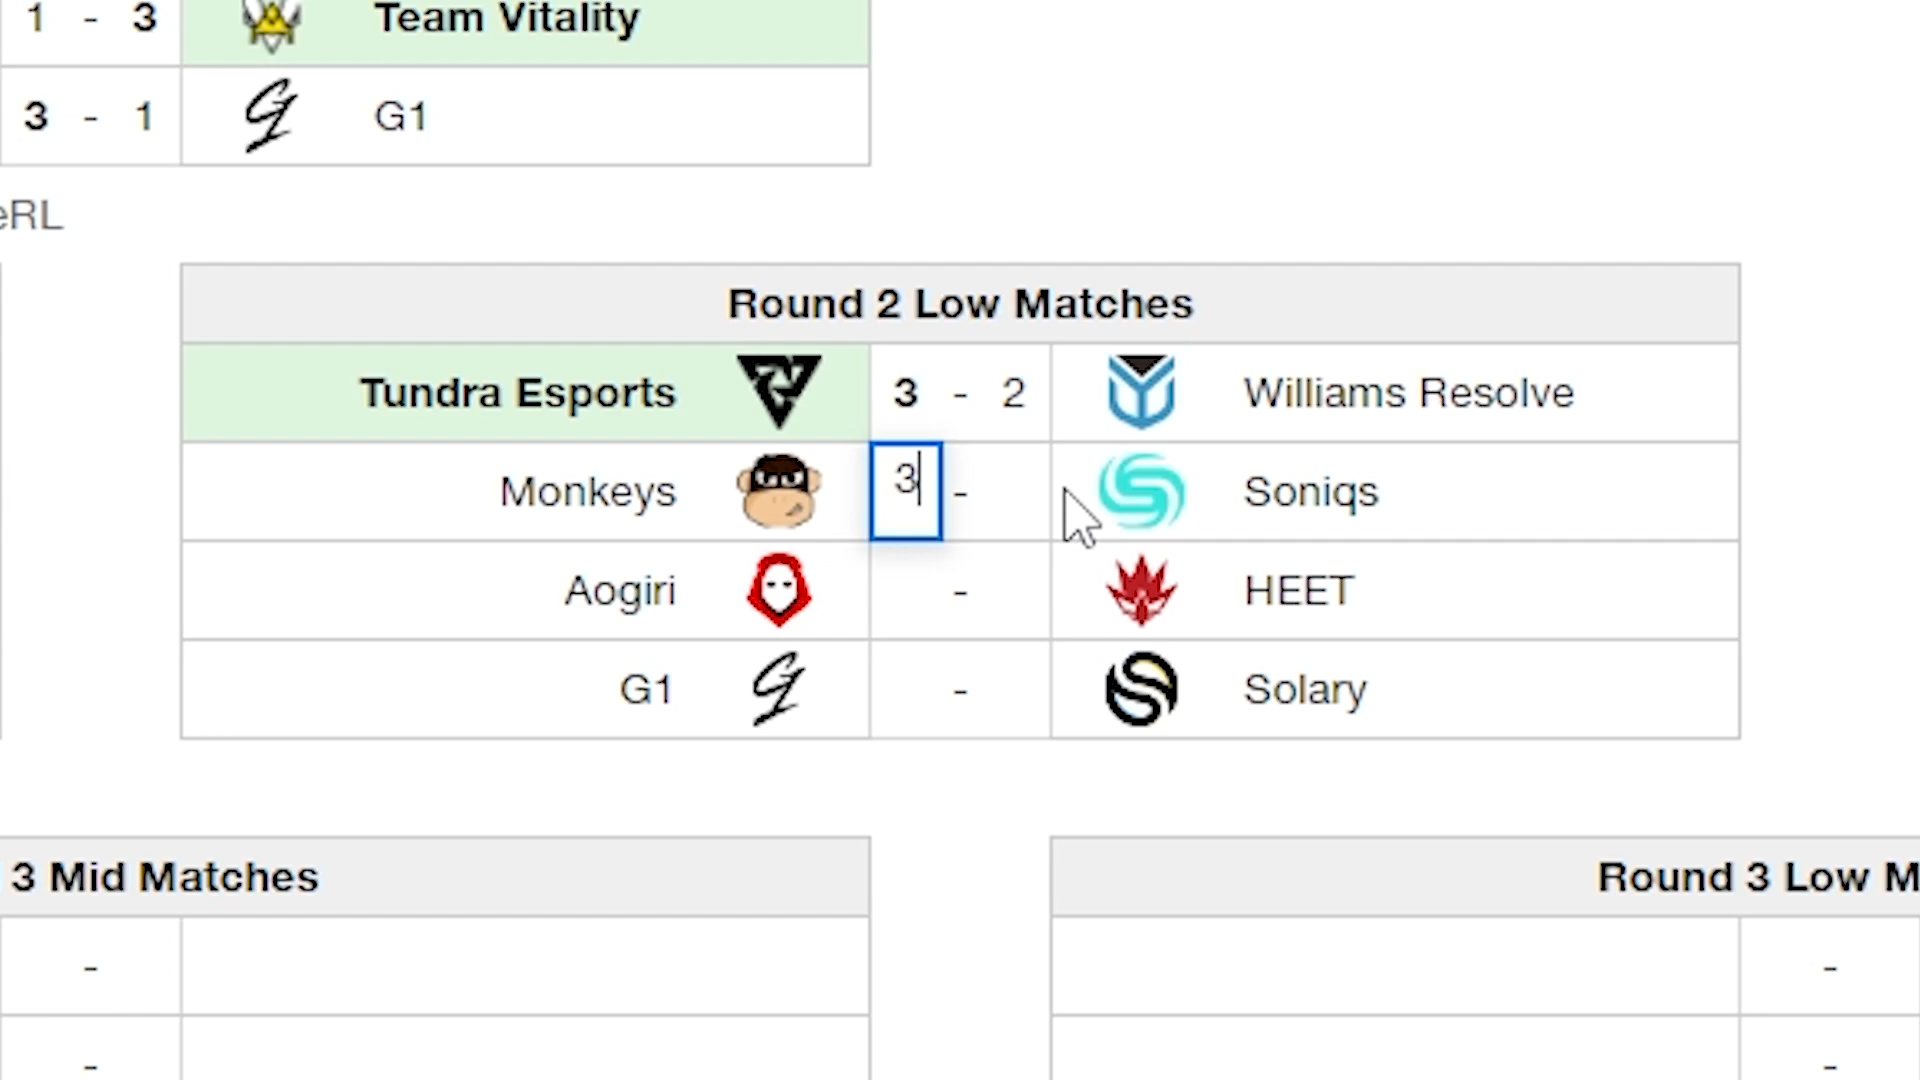 1 - 3 Team Vitality
3 - 1 G1
eRL
Round 2 Low Matches
Tundra Esports 3 - 2 Williams Resolve
Monkeys 3 - Soniqs
Aogiri - HEET
G1 - Solary
3 Mid Matches
Round 3 Low M
- -
- -